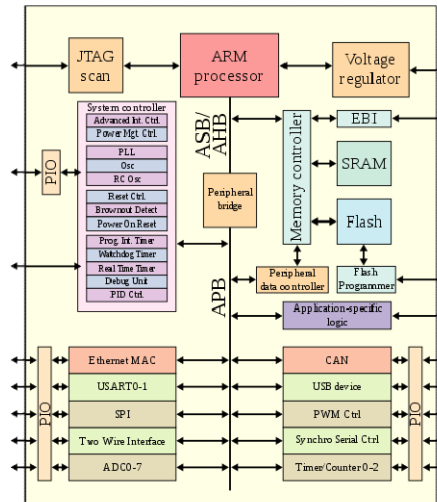 JTAG
scan
ARM
processor
Voltage
regulator
System controller
Advanced Int. Ctrl.
Power Mgt. Ctrl.
PLL
Osc
RC Osc
Reset Ctrl.
Brownout Detect
Power On Reset
Prog. Int. Timer
Watchdog Timer
Real Time Timer
Debug Unit
PID Ctrl.
PIO
ASB/
AHB
Peripheral
bridge
APB
Memory controller
EBI
SRAM
Flash
Peripheral
data controller
Flash
Programmer
Application-specific
logic
PIO
Ethernet MAC
USART0-1
SPI
Two Wire Interface
ADC0-7
CAN
USB device
PWM Ctrl
Synchro Serial Ctrl
Timer/Counter 0-2
PIO